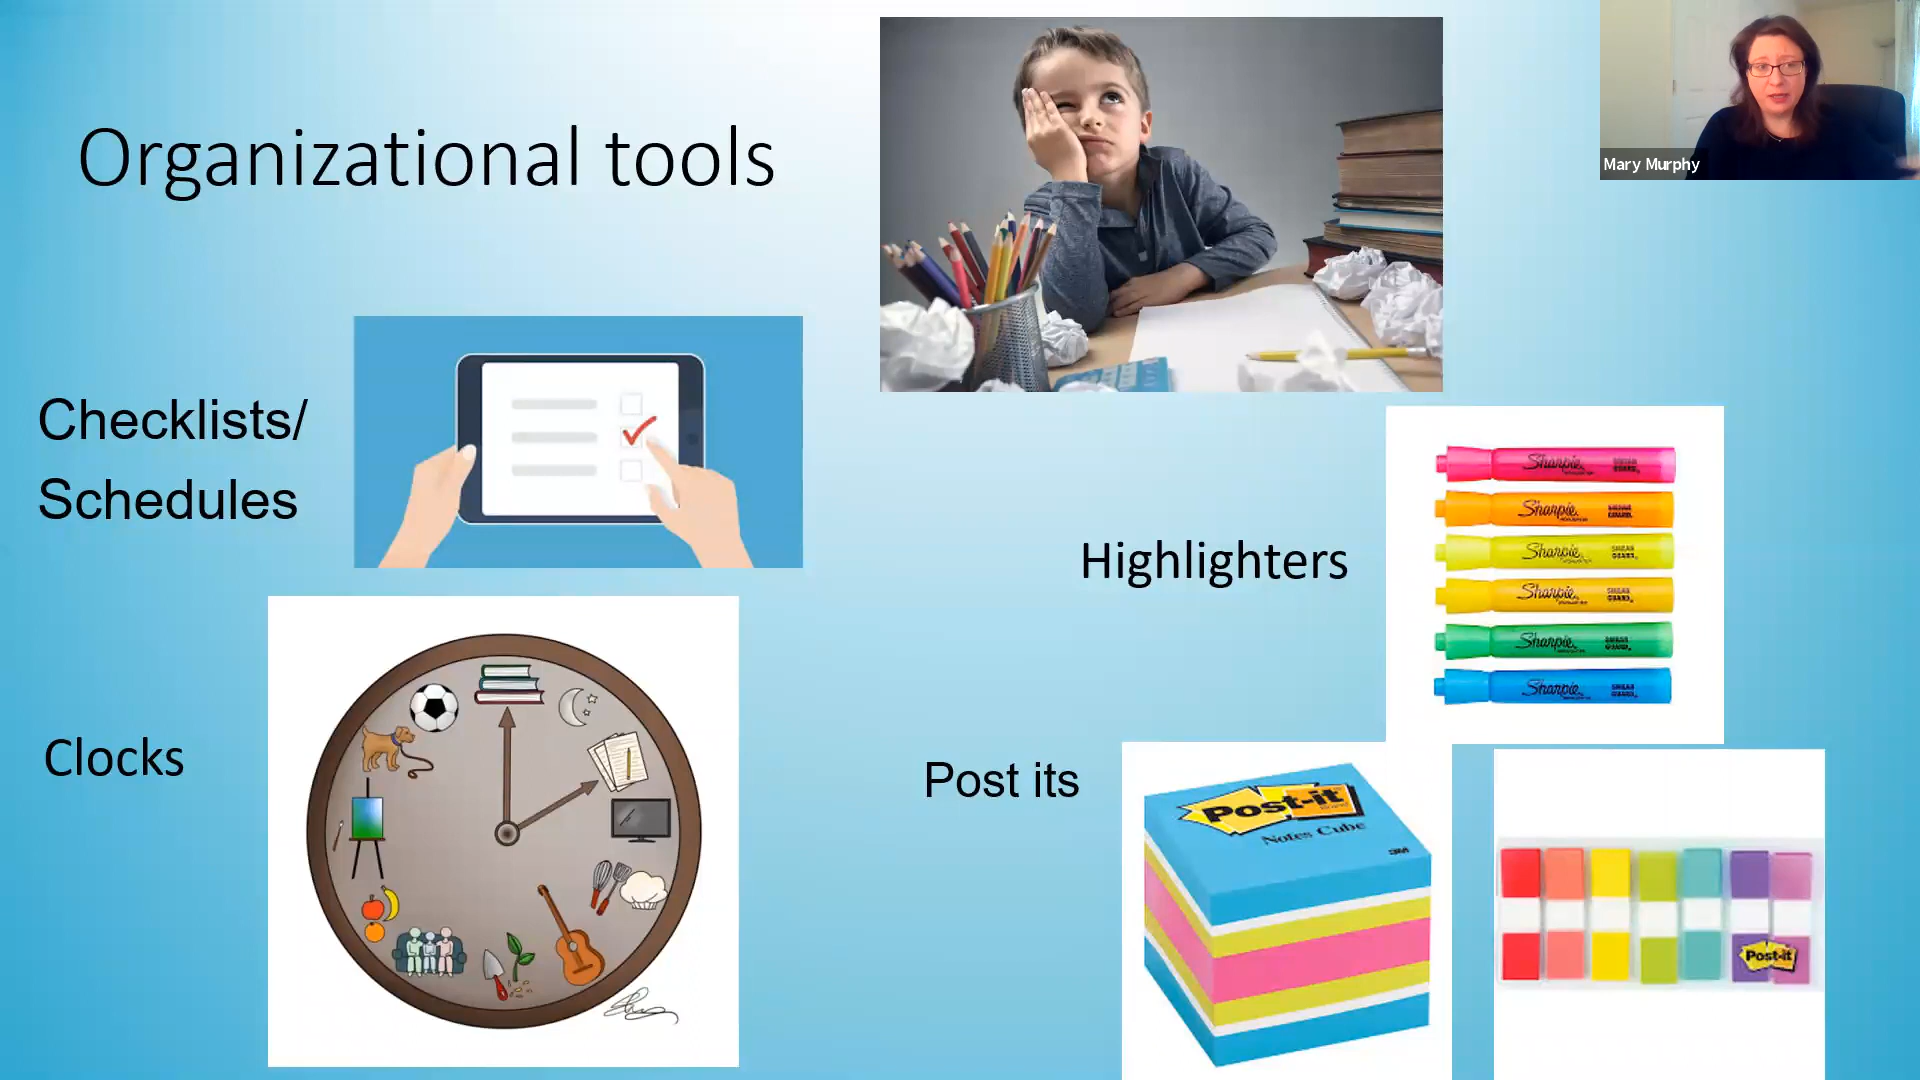 Organizational tools
Mary Murphy
Checklists/
Schedules
Highlighters
Sharpie
Sharpie
Sharpie
Sharpie
Sharpie
Sharpie
Clocks
Post its
Post-it
Notes Cube
3M
Post-it